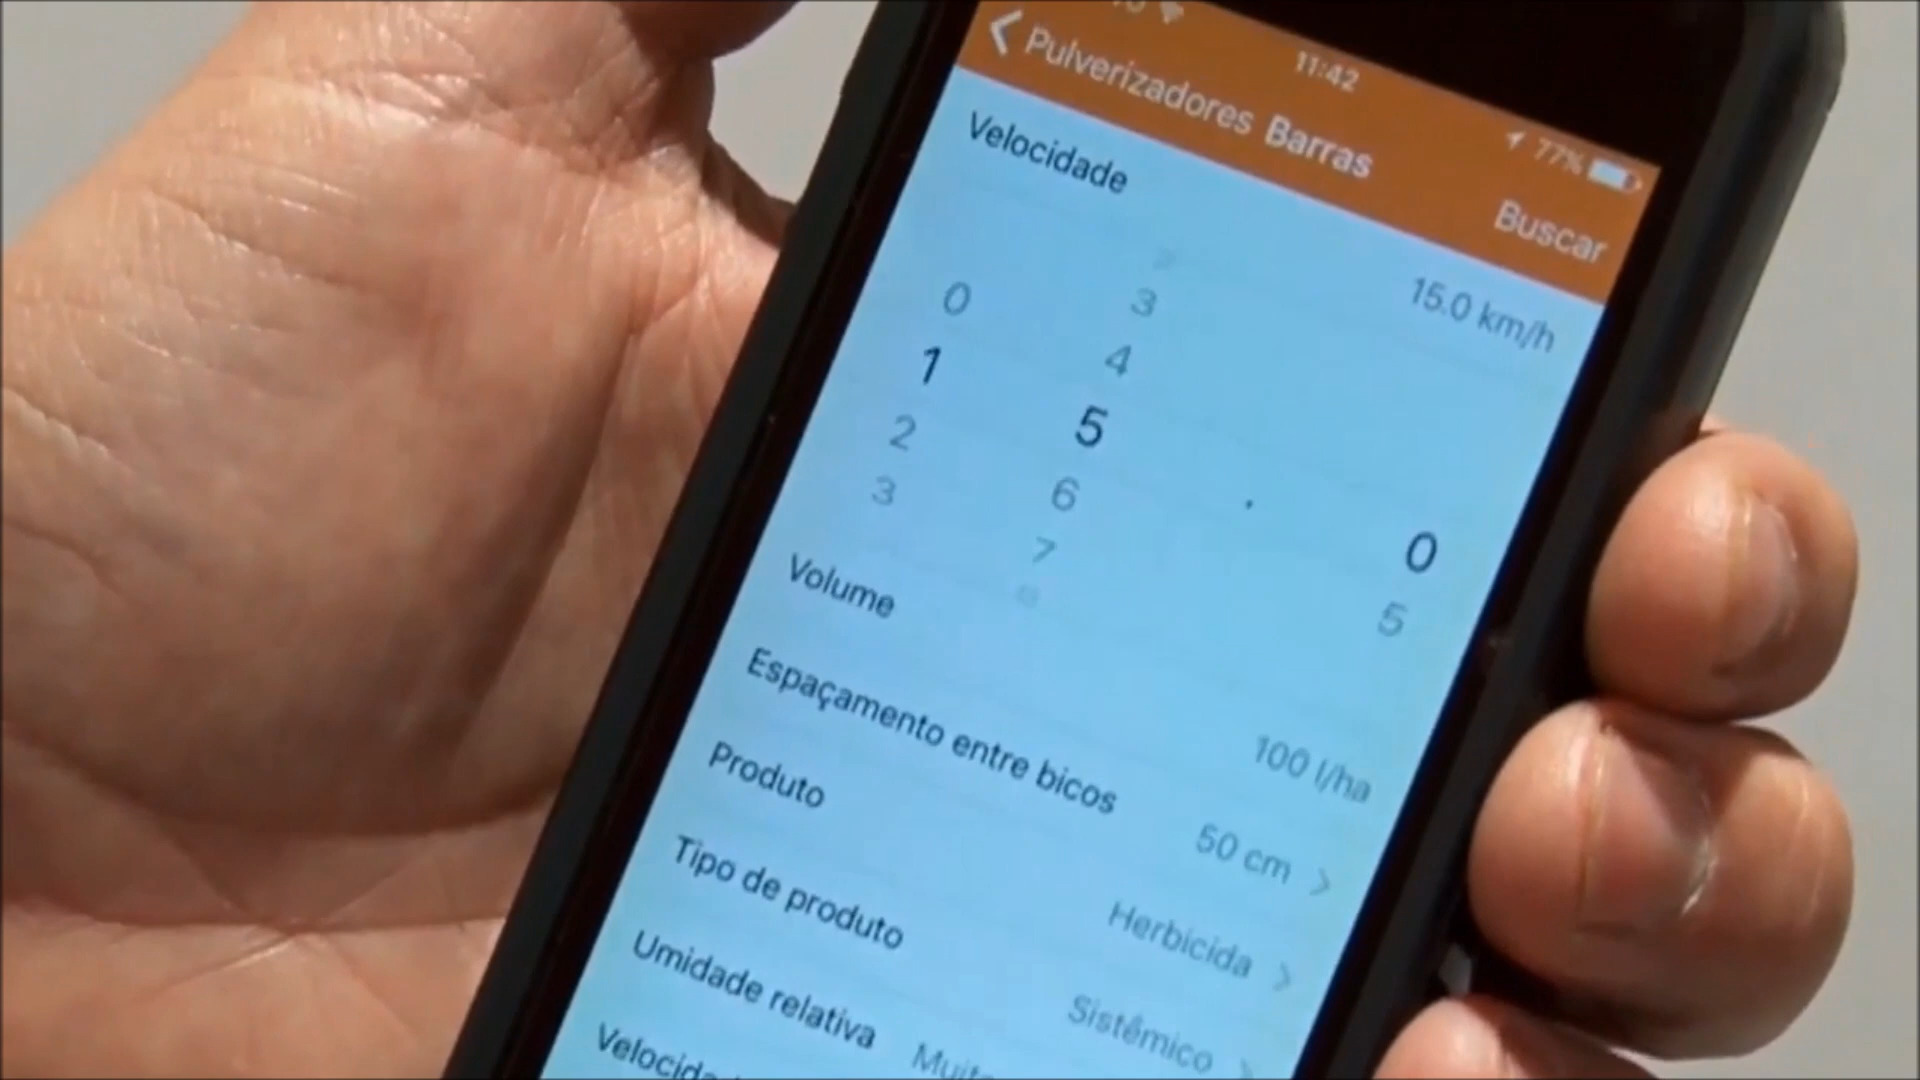 11:42
77%
Pulverizadores Barras
Buscar
Velocidade 15.0 km/h
3
0 4
1 5 . 0
2 6 5
3 7
Volume 100 l/ha
Espaçamento entre bicos 50 cm
Produto Herbicida
Tipo de produto Sistêmico
Umidade relativa